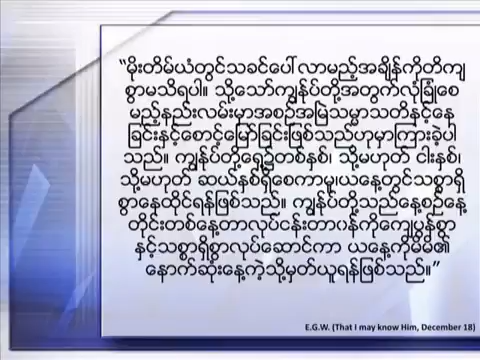 “မိုးတိမ်ယံတွင်သခင်ပေါ်လာမည့်အချိန်ကိုတိကျ
စွာမသိရပါ။ သို့သော်ကျွန်ုပ်တို့အတွက်လုံခြုံစေ
မည့်နည်းလမ်းမှာအစဉ်အမြဲသမ္မာသတိနှင့်နေ
ခြင်းနှင့်စောင့်မြော်ခြင်းဖြစ်သည်ဟုမှာကြားခဲ့ပါ
သည်။ ကျွန်ုပ်တို့ရှေ့၌တစ်နှစ်၊ သို့မဟုတ် ငါးနှစ်၊
သို့မဟုတ် ဆယ်နှစ်ရှိစေကာမူ၊ယနေ့တွင်သစ္စာရှိ
စွာနေထိုင်ရန်ဖြစ်သည်။ ကျွန်ုပ်တို့သည်နေ့စဉ်နေ့
တိုင်းတစ်နေ့တာလုပ်ငန်းတာဝန်ကိုကျေပွန်စွာ
နှင့်သစ္စာရှိစွာလုပ်ဆောင်ကာ ယနေ့ကိုမိမိ၏
နောက်ဆုံးနေ့ကဲ့သို့မှတ်ယူရန်ဖြစ်သည်။”
E.G.W. (That I may know Him, December 18)